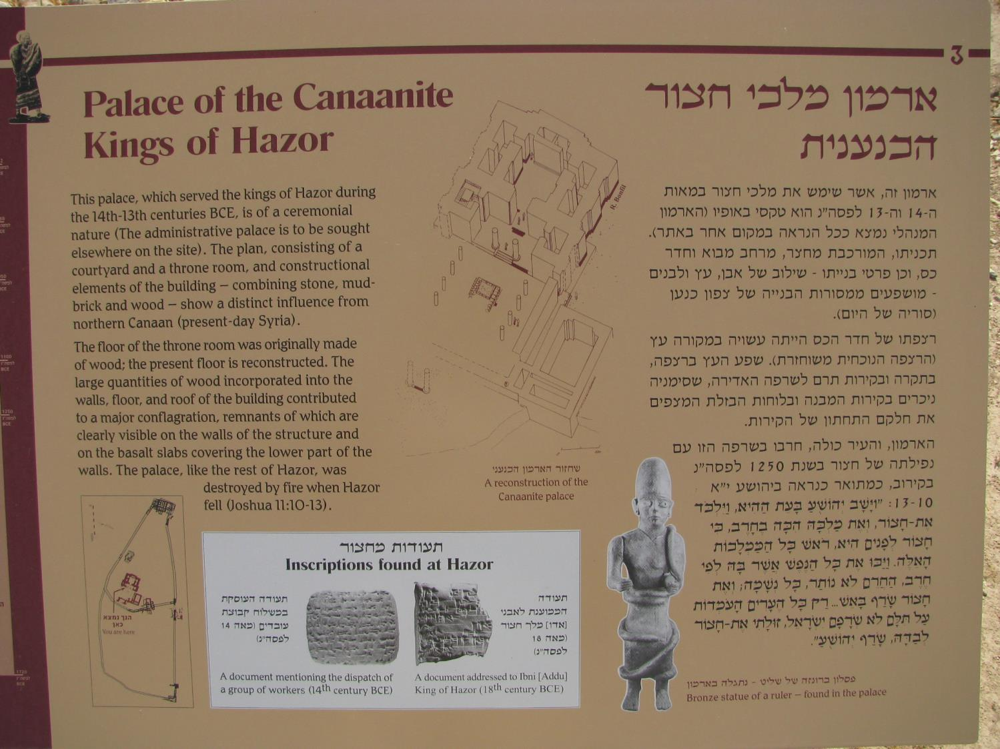 3
Palace of the Canaanite
Kings of Hazor
This palace, which served the kings of Hazor during
the 14th-13th centuries BCE, is of a ceremonial
nature (The administrative palace is to be sought
elsewhere on the site). The plan, consisting of a
courtyard and a throne room, and constructional
elements of the building – combining stone, mud-
brick and wood – show a distinct influence from
northern Canaan (present-day Syria).
The floor of the throne room was originally made
of wood; the present floor is reconstructed. The
large quantities of wood incorporated into the
walls, floor, and roof of the building contributed
to a major conflagration, remnants of which are
clearly visible on the walls of the structure and
on the basalt slabs covering the lower part of the
walls. The palace, like the rest of Hazor, was
destroyed by fire when Hazor
fell (Joshua 11:10-13).
R. Bonfil
שחזור הארמון הכנעני
A reconstruction of the
Canaanite palace
ארמון מלכי חצור
הכנענית
ארמון זה, אשר שימש את מלכי חצור במאות
ה-14 וה-13 לפסה"נ הוא טקסי באופיו (הארמון
המנהלי נמצא ככל הנראה במקום אחר באתר).
תכניתו, המורכבת מחצר, מרחב מבוא וחדר
כס, וכן פרטי בנייתו - שילוב של אבן, עץ ולבנים
- מושפעים ממסורות הבנייה של צפון כנען
(סוריה של היום).
רצפתו של חדר הכס הייתה עשויה במקורה עץ
(הרצפה הנוכחית משוחזרת). שפע העץ ברצפה,
בתקרה ובקירות תרם לשרפה האדירה, שסימניה
ניכרים בקירות המבנה ובלוחות הבזלת המצפים
את חלקם התחתון של הקירות.
הארמון, והעיר כולה, חרבו בשרפה הזו עם
נפילתה של חצור בשנת 1250 לפסה"נ
בקירוב, כמתואר כנראה ביהושע י"א
13-10: "וַיָּשָׁב יְהוֹשֻׁעַ בָּעֵת הַהִיא, וַיִּלְכֹּד
אֶת-חָצוֹר, וְאֶת מַלְכָּהּ הִכָּה בֶחָרֶב, כִּי
חָצוֹר לְפָנִים הִיא, רֹאשׁ כָּל הַמַּמְלָכוֹת
הָאֵלֶּה. וַיַּכּוּ אֶת כָּל הַנֶּפֶשׁ אֲשֶׁר בָּהּ לְפִי
חֶרֶב, הַחֲרֵם לֹא נוֹתַר, כָּל נְשָׁמָה; וְאֶת
חָצוֹר שָׂרַף בָּאֵשׁ... רַק כָּל הֶעָרִים הָעֹמְדוֹת
עַל תִּלָּם לֹא שְׂרָפָם יִשְׂרָאֵל, זוּלָתִי אֶת-חָצוֹר
לְבַדָּהּ, שָׂרַף יְהוֹשֻׁעַ".
פסלון ברונזה של שליט - נתגלה בארמון
Bronze statue of a ruler – found in the palace
הנך נמצא
כאן
You are here
תעודות מחצור
Inscriptions found at Hazor
תעודה העוסקת
במשלוח קבוצת
עובדים (מאה 14
לפסה"נ)
A document mentioning the dispatch of
a group of workers (14th century BCE)
תעודה
הממוענת לאבני
[אדו] מלך חצור
(מאה 18
לפסה"נ)
A document addressed to Ibni [Addu]
King of Hazor (18th century BCE)
1100
BCE
1250
BCE
1720
BCE